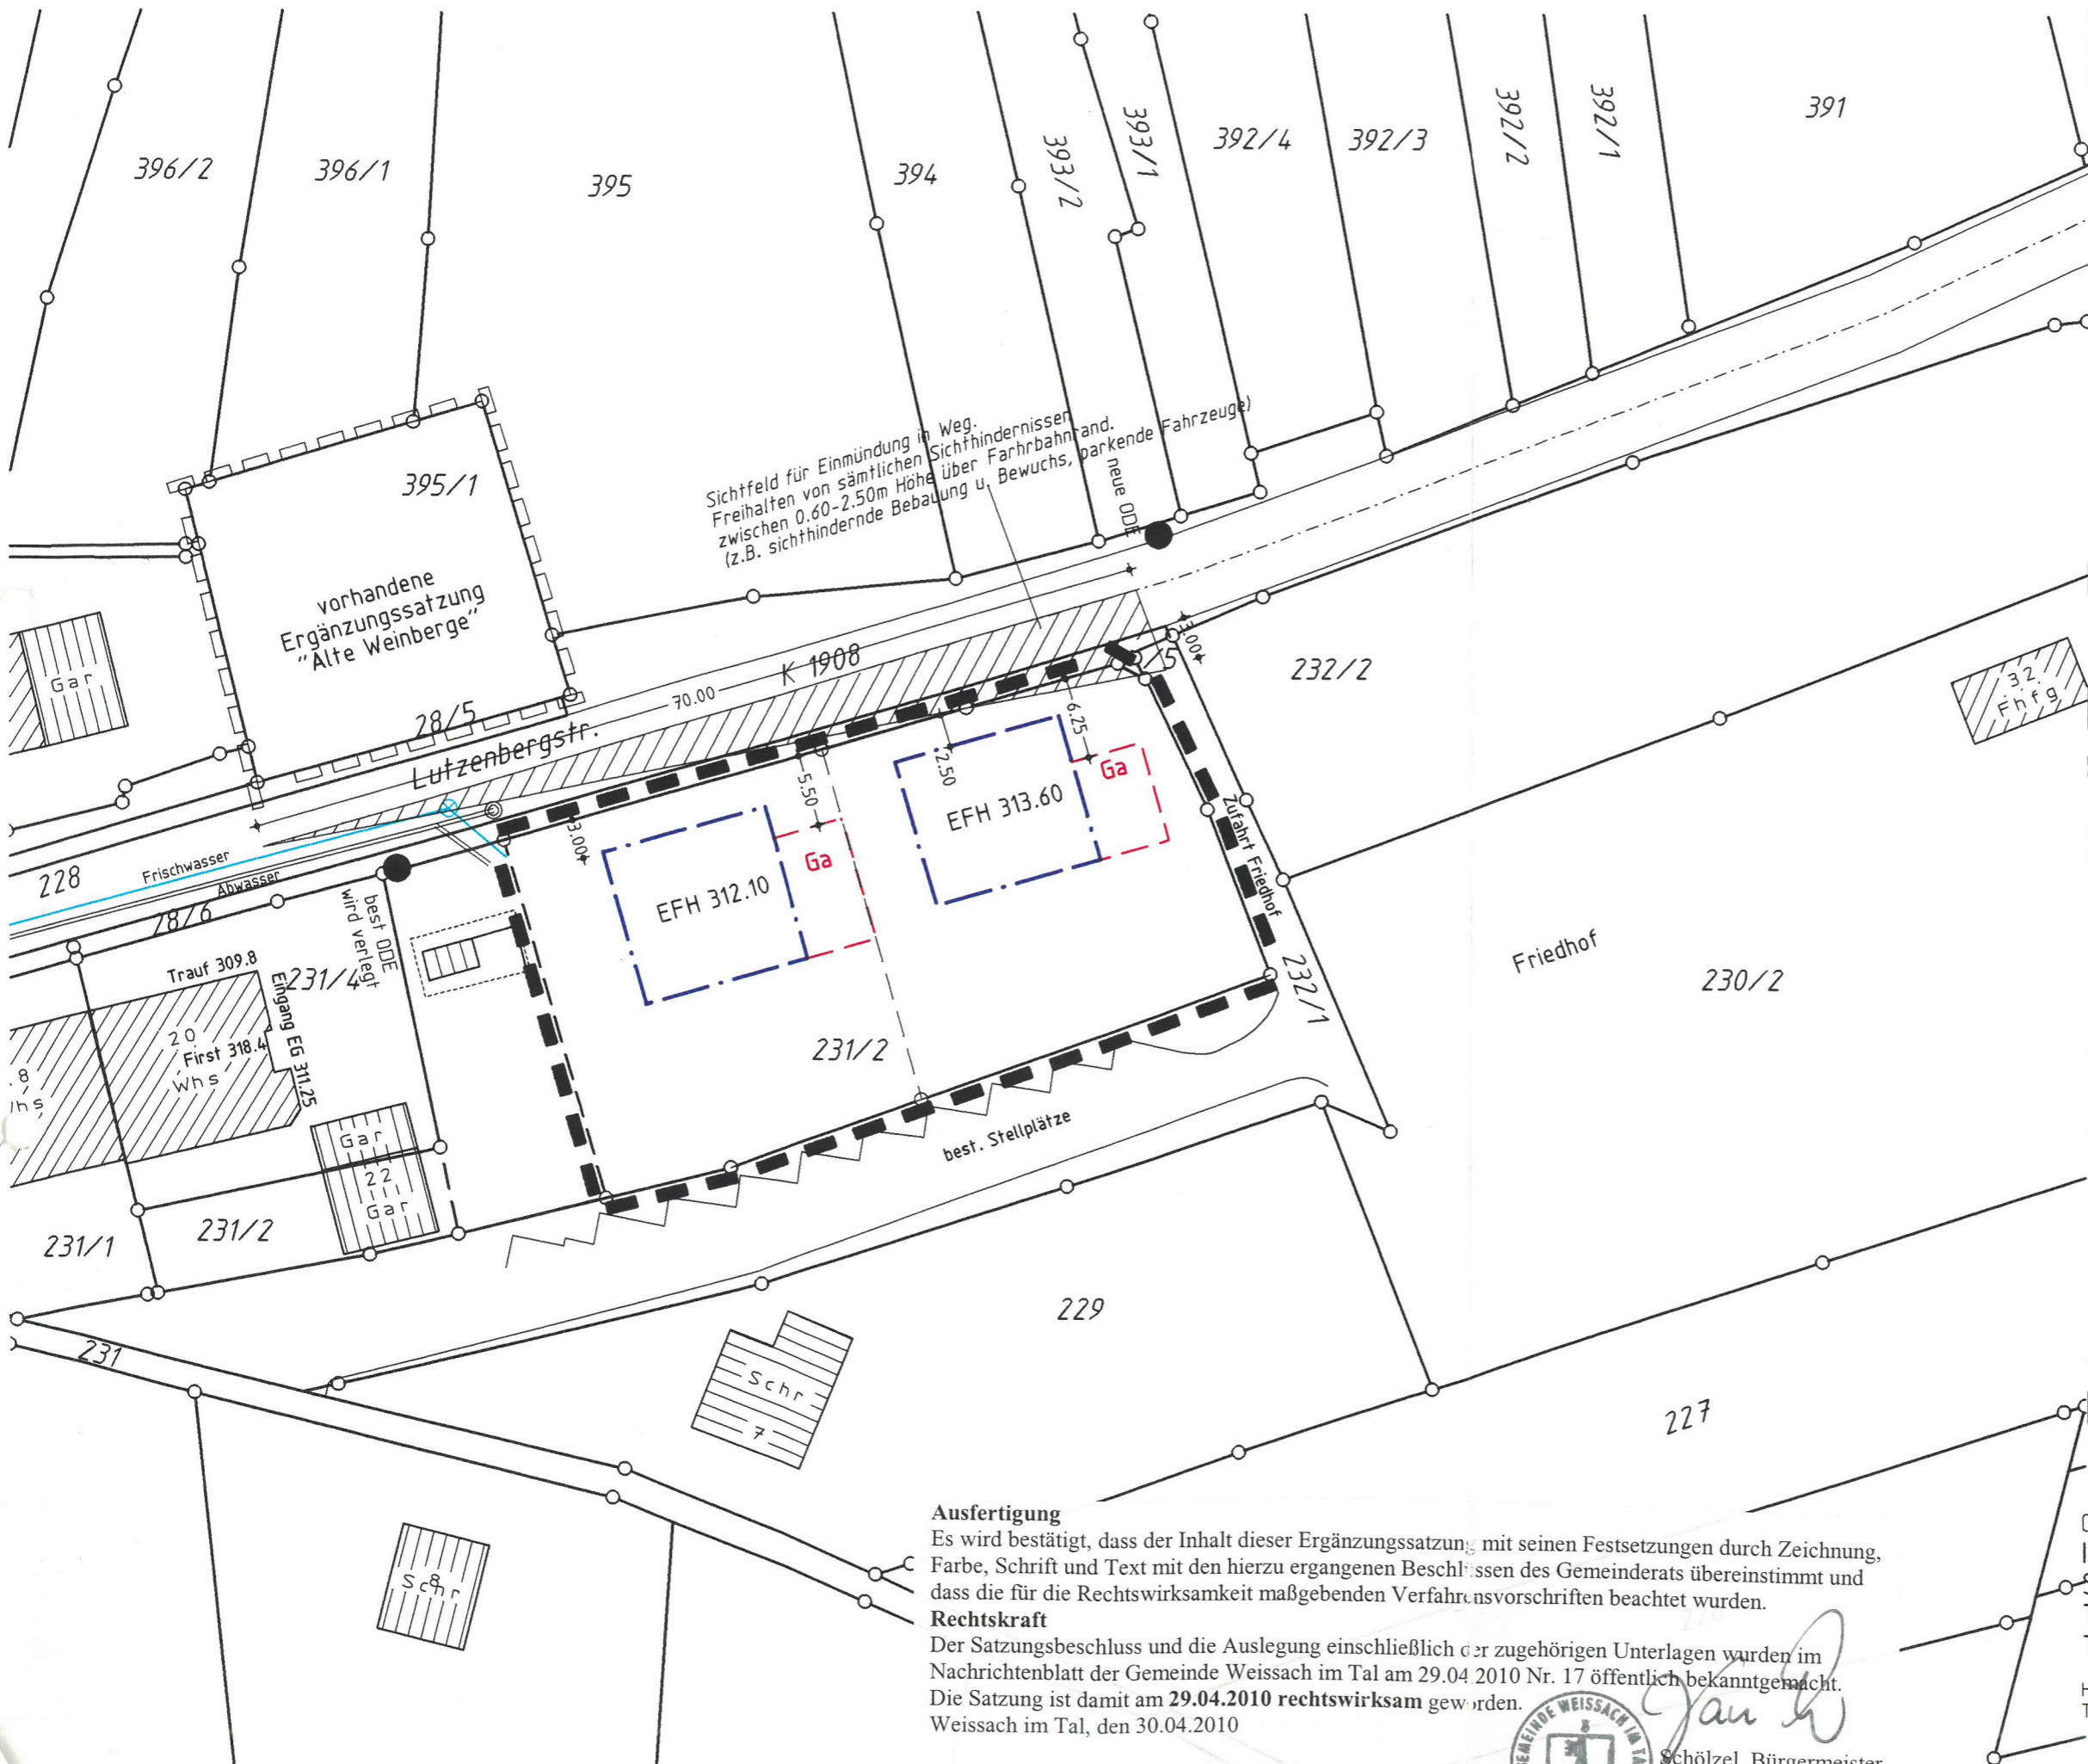 396/2
396/1
395
394
393/2
393/1
392/4
392/3
392/2
392/1
391
395/1
vorhandene
Ergänzungssatzung
"Alte Weinberge"
Sichtfeld für Einmündung in Weg.
Freihalten von sämtlichen Sichthindernissen
zwischen 0.60-2.50m Höhe über Farhrbahnrand.
(z.B. sichthindernde Bebauung u. Bewuchs, parkende Fahrzeuge)
neue ODE
Gar
28/5
Lutzenbergstr.
70.00
K 1908
3.00
/5
232/2
32
Fhfg
6.25
2.50
5.50
3.00
Ga
EFH 313.60
Ga
EFH 312.10
Zufahrt Friedhof
228
Frischwasser
Abwasser
28/6
best ODE
wird verlegt
Trauf 309.8
231/4
Eingang EG 311.25
20
First 318.4
Whs
8
231/2
232/1
Friedhof
230/2
best. Stellplätze
Gar
22
Gar
231/1
231/2
231
229
Schr
7
227
Schr
8
Ausfertigung
Es wird bestätigt, dass der Inhalt dieser Ergänzungssatzung mit seinen Festsetzungen durch Zeichnung,
Farbe, Schrift und Text mit den hierzu ergangenen Beschlüssen des Gemeinderats übereinstimmt und
dass die für die Rechtswirksamkeit maßgebenden Verfahrensvorschriften beachtet wurden.
Rechtskraft
Der Satzungsbeschluss und die Auslegung einschließlich der zugehörigen Unterlagen wurden im
Nachrichtenblatt der Gemeinde Weissach im Tal am 29.04.2010 Nr. 17 öffentlich bekanntgemacht.
Die Satzung ist damit am 29.04.2010 rechtswirksam geworden.
Weissach im Tal, den 30.04.2010
GEMEINDE WEISSACH IM TAL
Schölzel, Bürgermeister